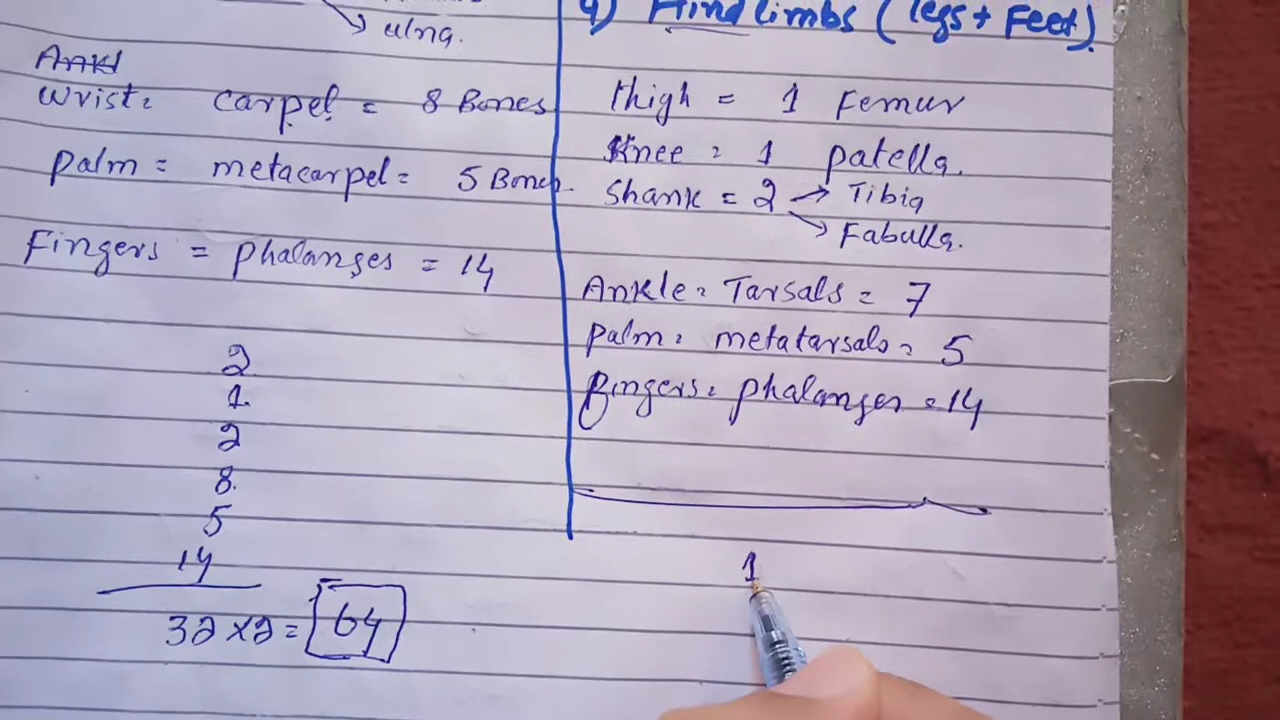 ulna.
Ankl
wrist = carpel = 8 Bones
palm = metacarpel = 5 Bones.
Fingers = phalanges = 14
2
1
2
8
5
14
32 x 2 = 64
4) Hind limbs (legs + Feet).
thigh = 1 Femur
Knee = 1 patella.
Shank = 2 → Tibia
→ Fabulla.
Ankle = Tarsals = 7
palm = metatarsals = 5
Fingers = phalanges = 14
1